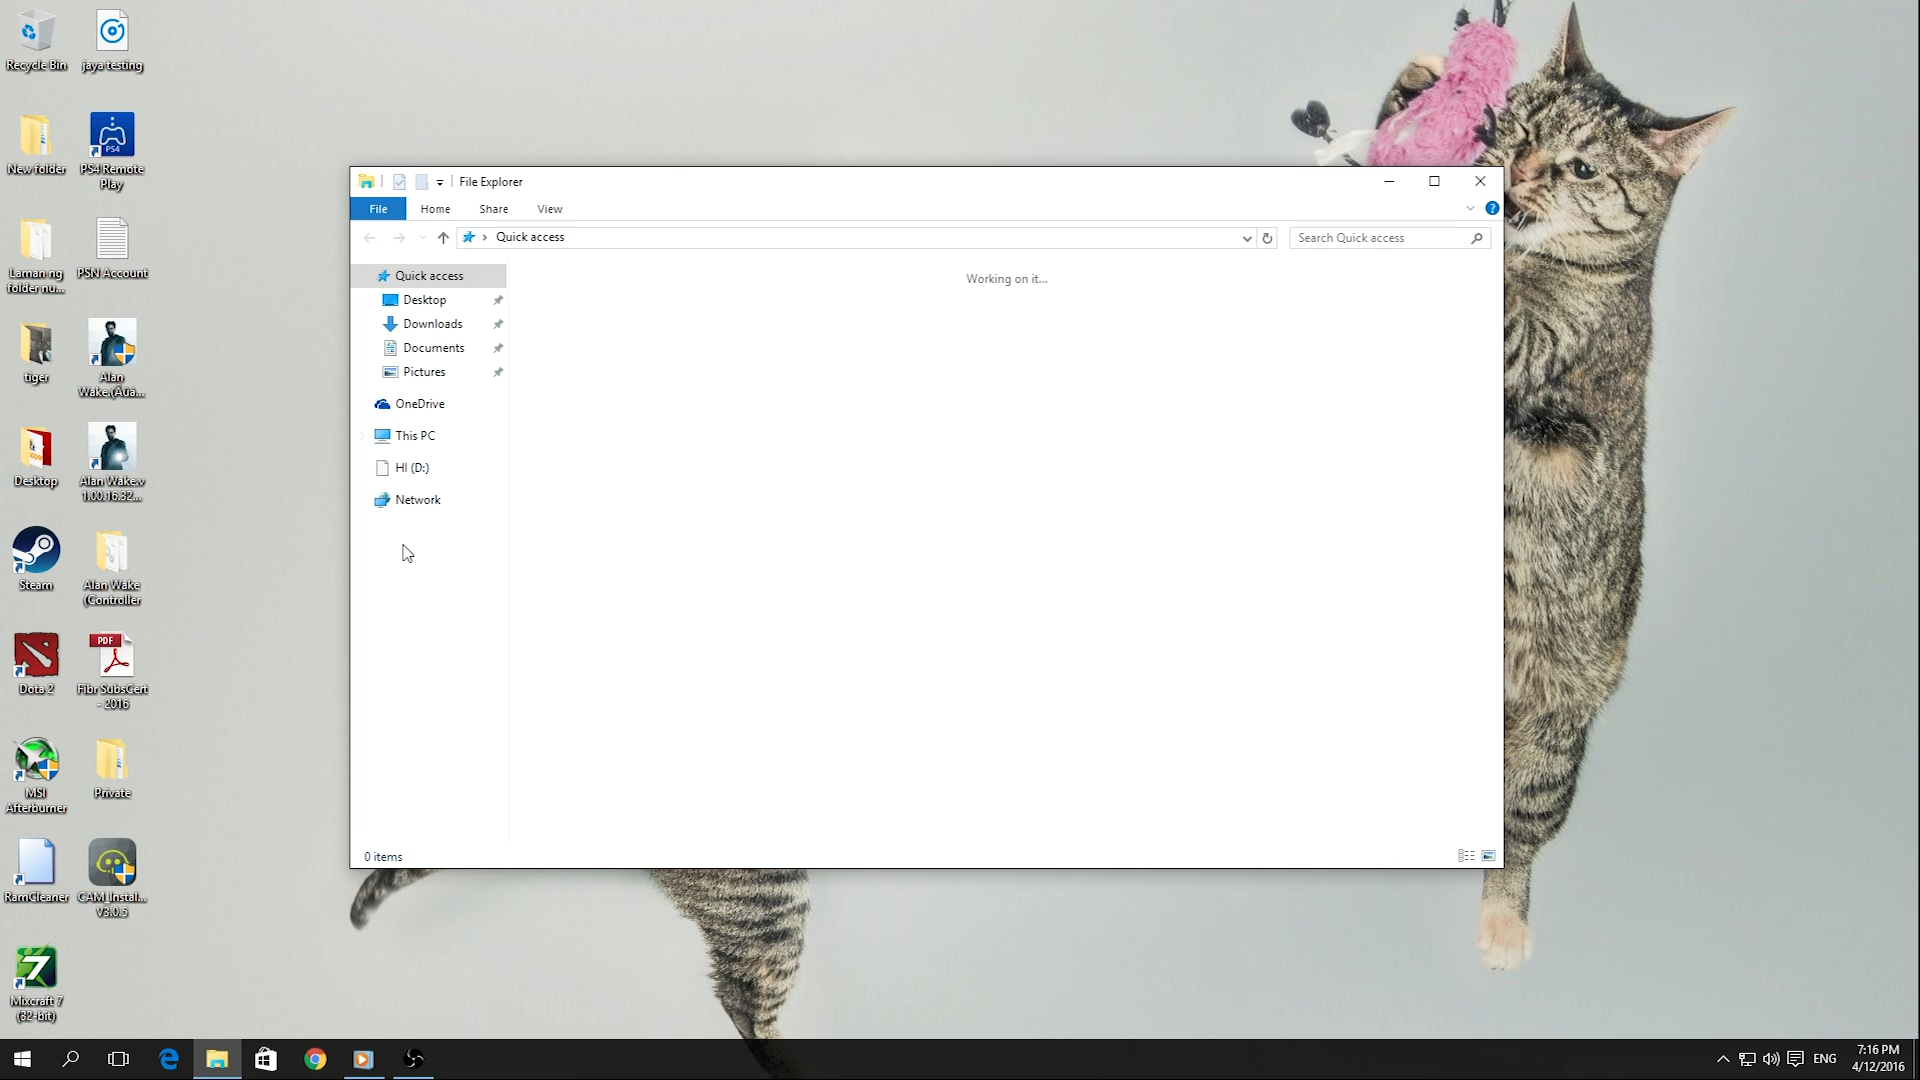 Recycle Bin
jaya testing
New folder
PS4 Remote
Play
Laman ng
folder nu...
PSN Account
tiger
Alan
Wake.(Aua...
Desktop
Alan Wake.v
1.00.16.32...
Steam
Alan Wake
(Controller
Dota 2
PDF
Fibr SubsCert
- 2016
MSI
Afterburner
Private
RamCleaner
CAM_Instal...
V3.0.5
Mixcraft 7
(32-bit)
File Explorer
File Home Share View
Quick access
Search Quick access
Quick access
Desktop
Downloads
Documents
Pictures
OneDrive
This PC
HI (D:)
Network
Working on it...
0 items
ENG
7:16 PM
4/12/2016